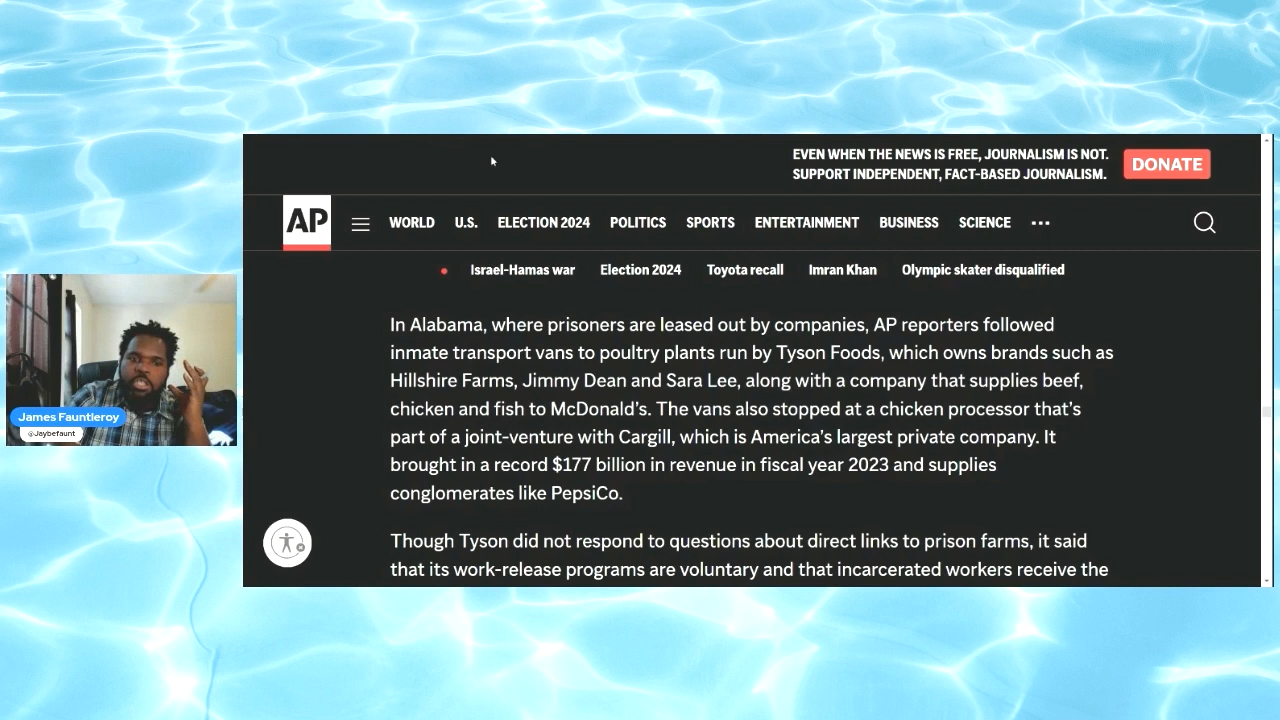 EVEN WHEN THE NEWS IS FREE, JOURNALISM IS NOT.
SUPPORT INDEPENDENT, FACT-BASED JOURNALISM.
DONATE
AP
WORLD U.S. ELECTION 2024 POLITICS SPORTS ENTERTAINMENT BUSINESS SCIENCE
Israel-Hamas war Election 2024 Toyota recall Imran Khan Olympic skater disqualified
In Alabama, where prisoners are leased out by companies, AP reporters followed
inmate transport vans to poultry plants run by Tyson Foods, which owns brands such as
Hillshire Farms, Jimmy Dean and Sara Lee, along with a company that supplies beef,
chicken and fish to McDonald's. The vans also stopped at a chicken processor that's
part of a joint-venture with Cargill, which is America's largest private company. It
brought in a record $177 billion in revenue in fiscal year 2023 and supplies
conglomerates like PepsiCo.
Though Tyson did not respond to questions about direct links to prison farms, it said
that its work-release programs are voluntary and that incarcerated workers receive the
James Fauntleroy
@Jaybefaunt